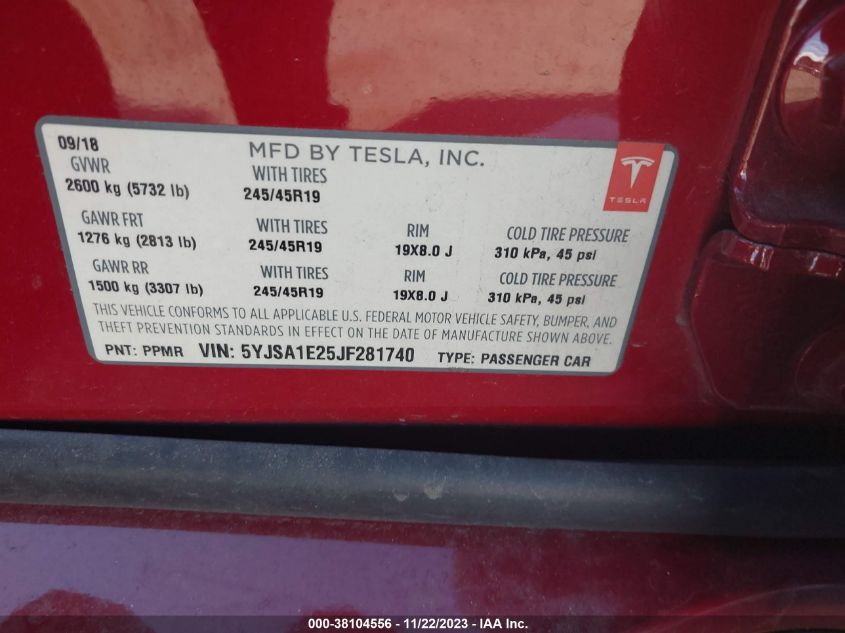 09/18
MFD BY TESLA, INC.
GVWR WITH TIRES
2600 kg (5732 lb) 245/45R19
TESLA
GAWR FRT WITH TIRES RIM COLD TIRE PRESSURE
1276 kg (2813 lb) 245/45R19 19X8.0 J 310 kPa, 45 psi
GAWR RR WITH TIRES RIM COLD TIRE PRESSURE
1500 kg (3307 lb) 245/45R19 19X8.0 J 310 kPa, 45 psi
THIS VEHICLE CONFORMS TO ALL APPLICABLE U.S. FEDERAL MOTOR VEHICLE SAFETY, BUMPER, AND
THEFT PREVENTION STANDARDS IN EFFECT ON THE DATE OF MANUFACTURE SHOWN ABOVE.
PNT: PPMR VIN: 5YJSA1E25JF281740 TYPE: PASSENGER CAR
000-38104556 - 11/22/2023 - IAA Inc.